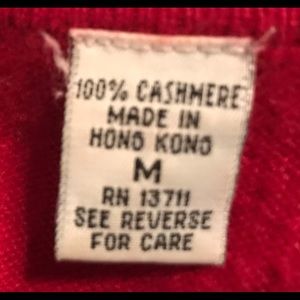 100% CASHMERE
MADE IN
HONG KONG
M
RN 13711
SEE REVERSE
FOR CARE